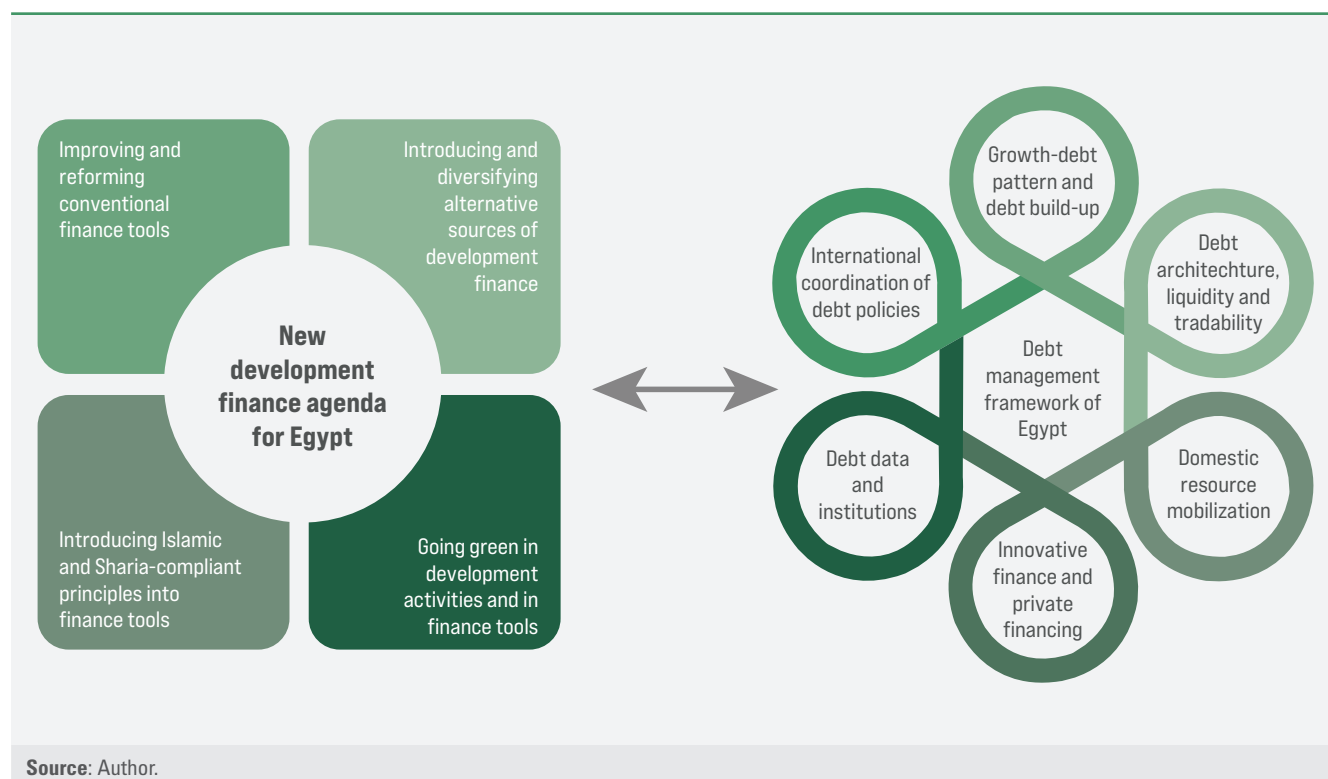 Improving and
reforming
conventional
finance tools
Introducing and
diversifying
alternative
sources of
development
finance
New
development
finance agenda
for Egypt
Introducing Islamic
and Sharia-compliant
principles into
finance tools
Going green in
development
activities and in
finance tools
Growth-debt
pattern and
debt build-up
International
coordination of
debt policies
Debt
architechture,
liquidity and
tradability
Debt
management
framework of
Egypt
Debt data
and
institutions
Domestic
resource
mobilization
Innovative
finance and
private
financing
Source: Author.